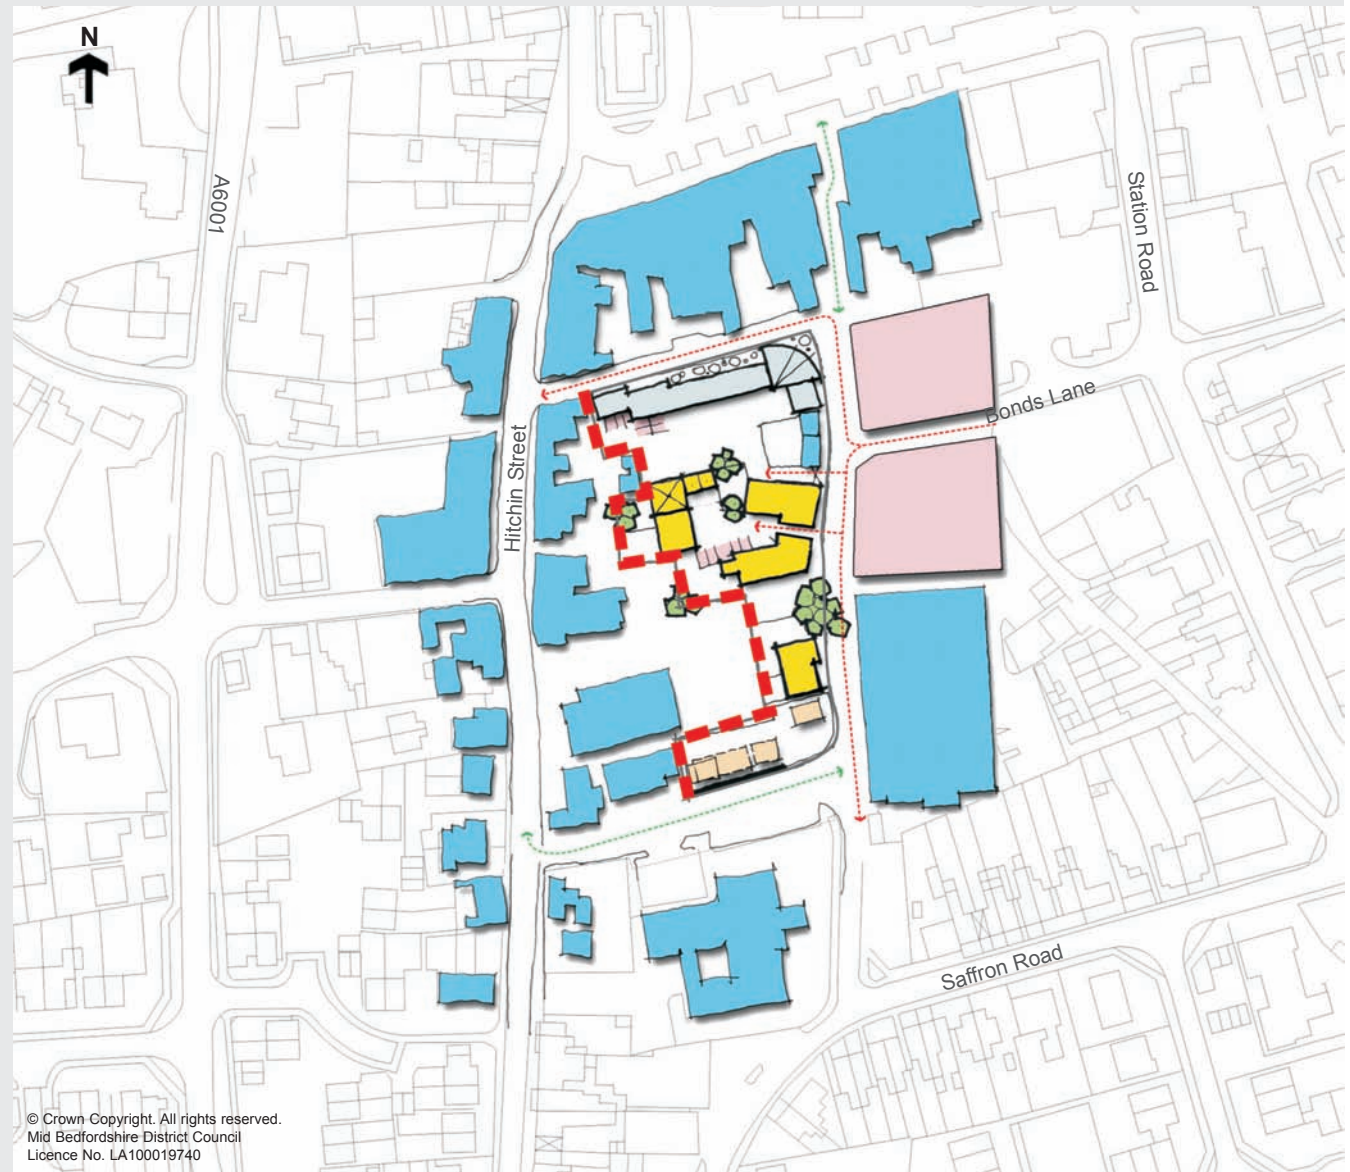 N
A6001
Station Road
Bonds Lane
Hitchin Street
Saffron Road
© Crown Copyright. All rights reserved.
Mid Bedfordshire District Council
Licence No. LA100019740